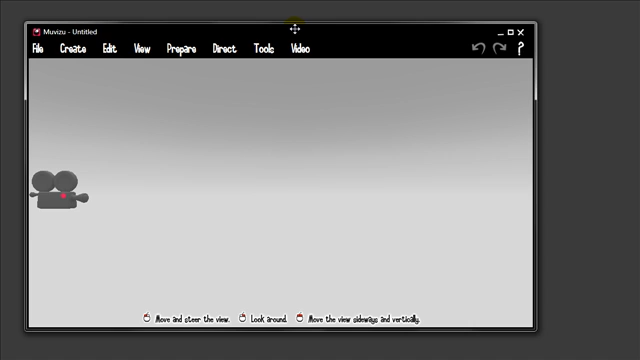 Muvizu - Untitled
File Create Edit View Prepare Direct Tools Video ?
Move and steer the view. Look around. Move the view sideways and vertically.